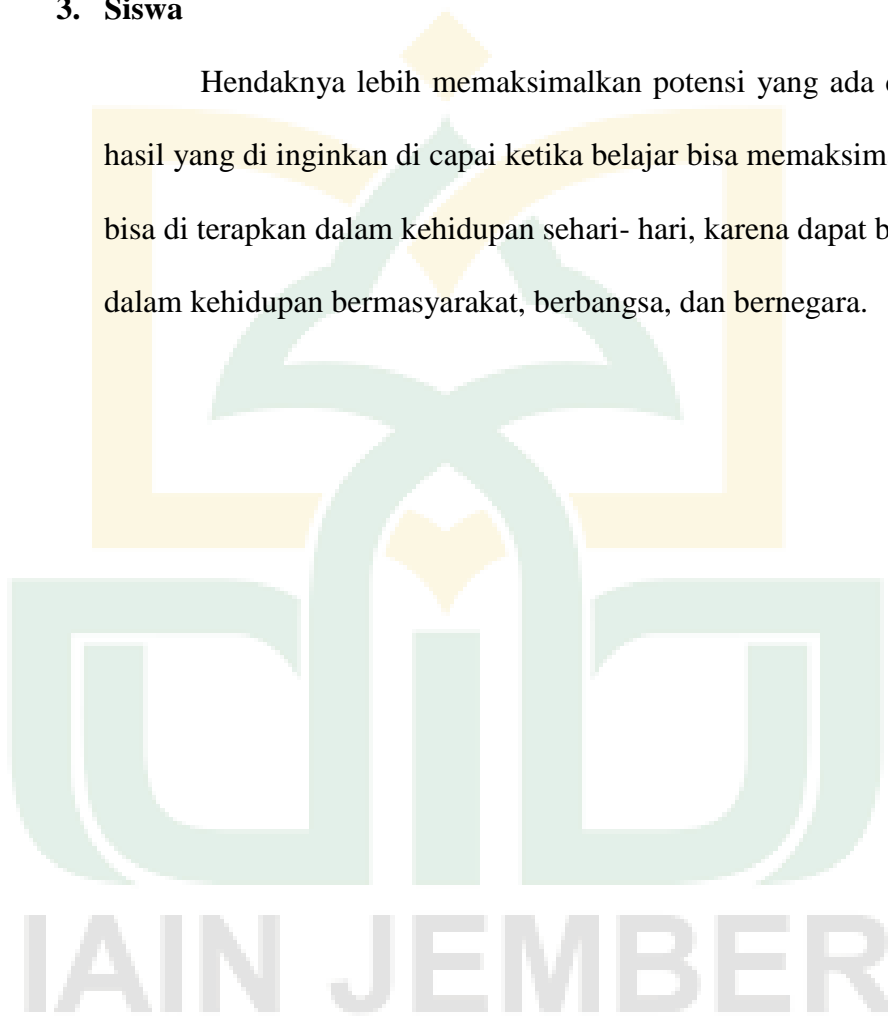 3. Siswa
Hendaknya lebih memaksimalkan potensi yang ada
hasil yang di inginkan di capai ketika belajar bisa
bisa di terapkan dalam kehidupan sehari- hari, karena dapat
dalam kehidupan bermasyarakat, berbangsa, dan bernegara.
IAIN JEMBER